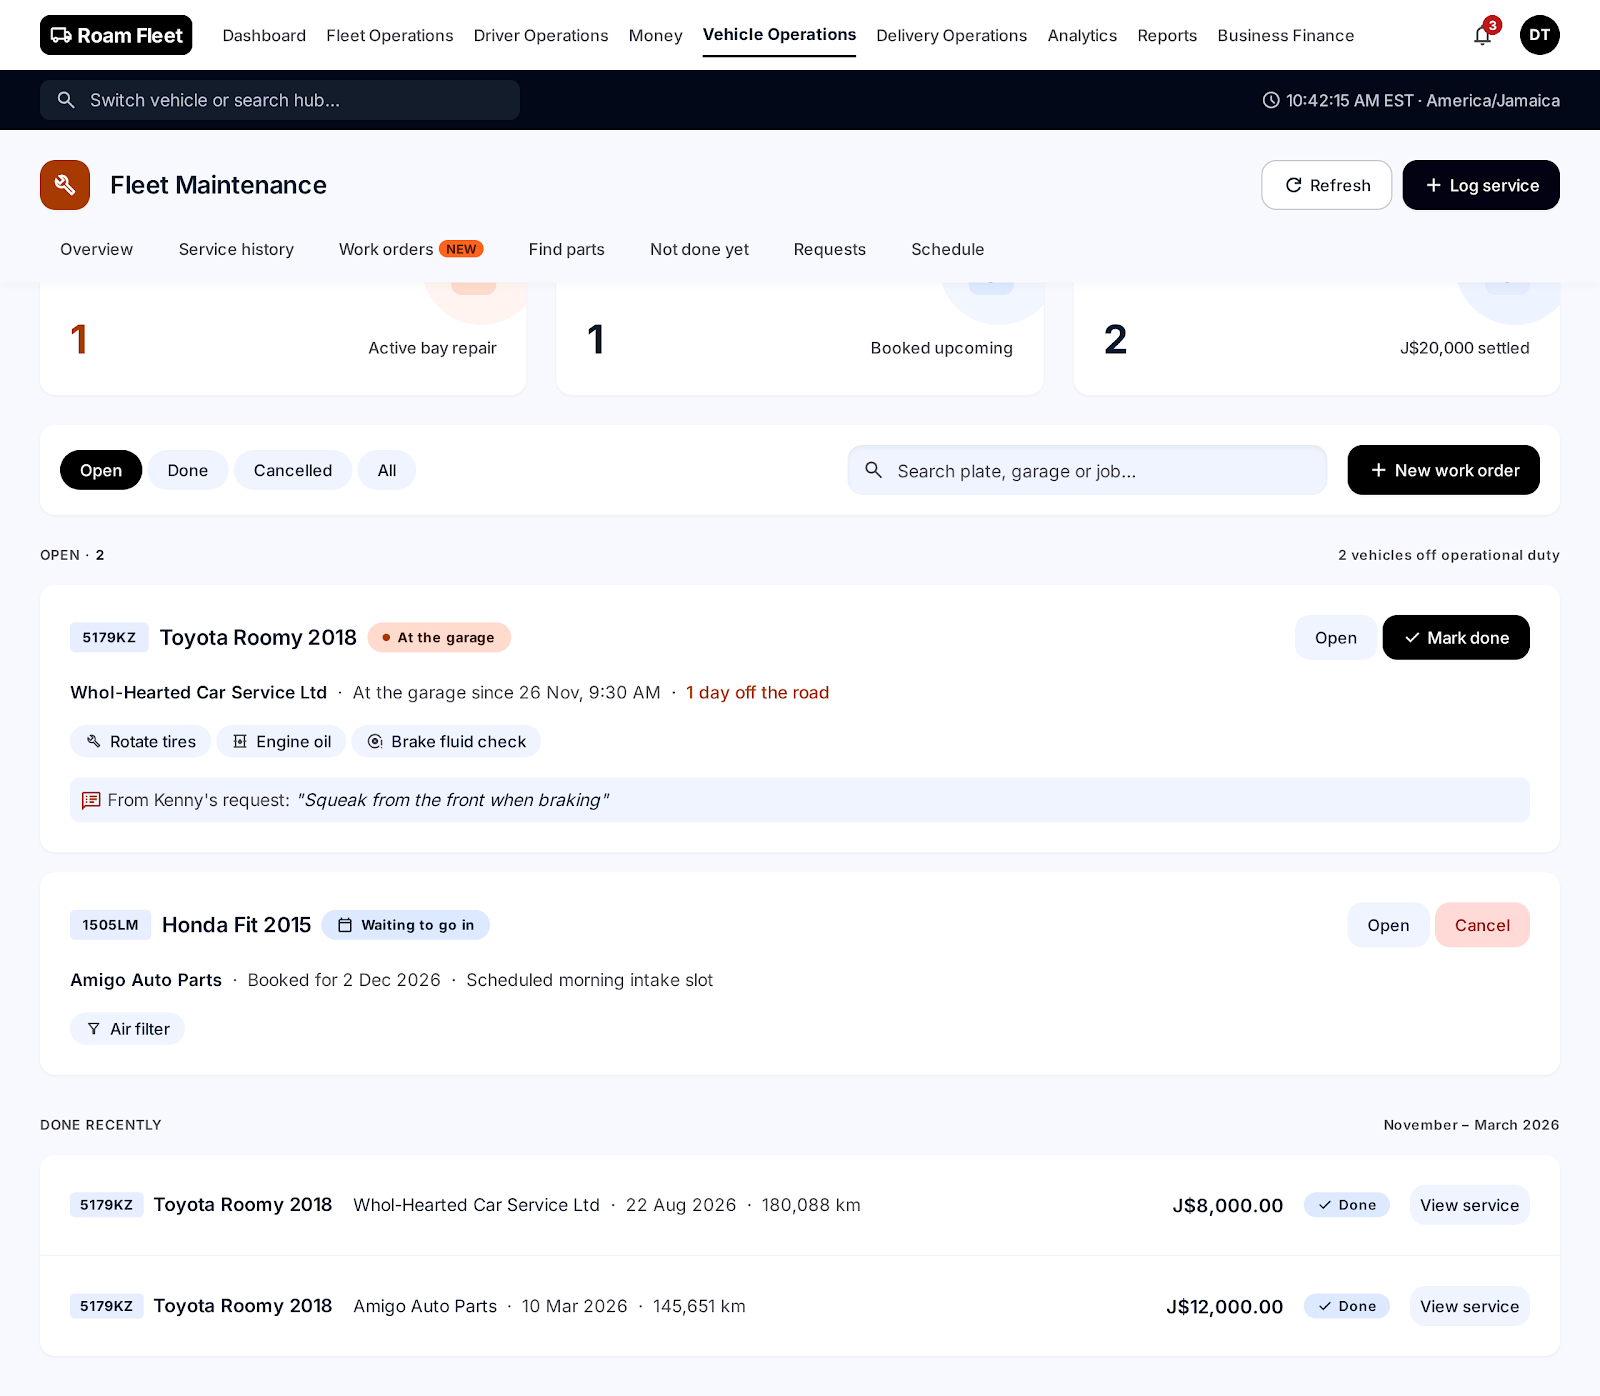 Roam Fleet Dashboard Fleet Operations Driver Operations Money Vehicle Operations Delivery Operations Analytics Reports Business Finance 3 DT
Switch vehicle or search hub... 10:42:15 AM EST · America/Jamaica
Fleet Maintenance Refresh + Log service
Overview Service history Work orders NEW Find parts Not done yet Requests Schedule
1 Active bay repair 1 Booked upcoming 2 J$20,000 settled
Open Done Cancelled All Search plate, garage or job... + New work order
OPEN · 2 2 vehicles off operational duty
5179KZ Toyota Roomy 2018 At the garage Open Mark done
Whol-Hearted Car Service Ltd · At the garage since 26 Nov, 9:30 AM · 1 day off the road
Rotate tires Engine oil Brake fluid check
From Kenny's request: "Squeak from the front when braking"
1505LM Honda Fit 2015 Waiting to go in Open Cancel
Amigo Auto Parts · Booked for 2 Dec 2026 · Scheduled morning intake slot
Air filter
DONE RECENTLY November – March 2026
5179KZ Toyota Roomy 2018 Whol-Hearted Car Service Ltd · 22 Aug 2026 · 180,088 km J$8,000.00 Done View service
5179KZ Toyota Roomy 2018 Amigo Auto Parts · 10 Mar 2026 · 145,651 km J$12,000.00 Done View service